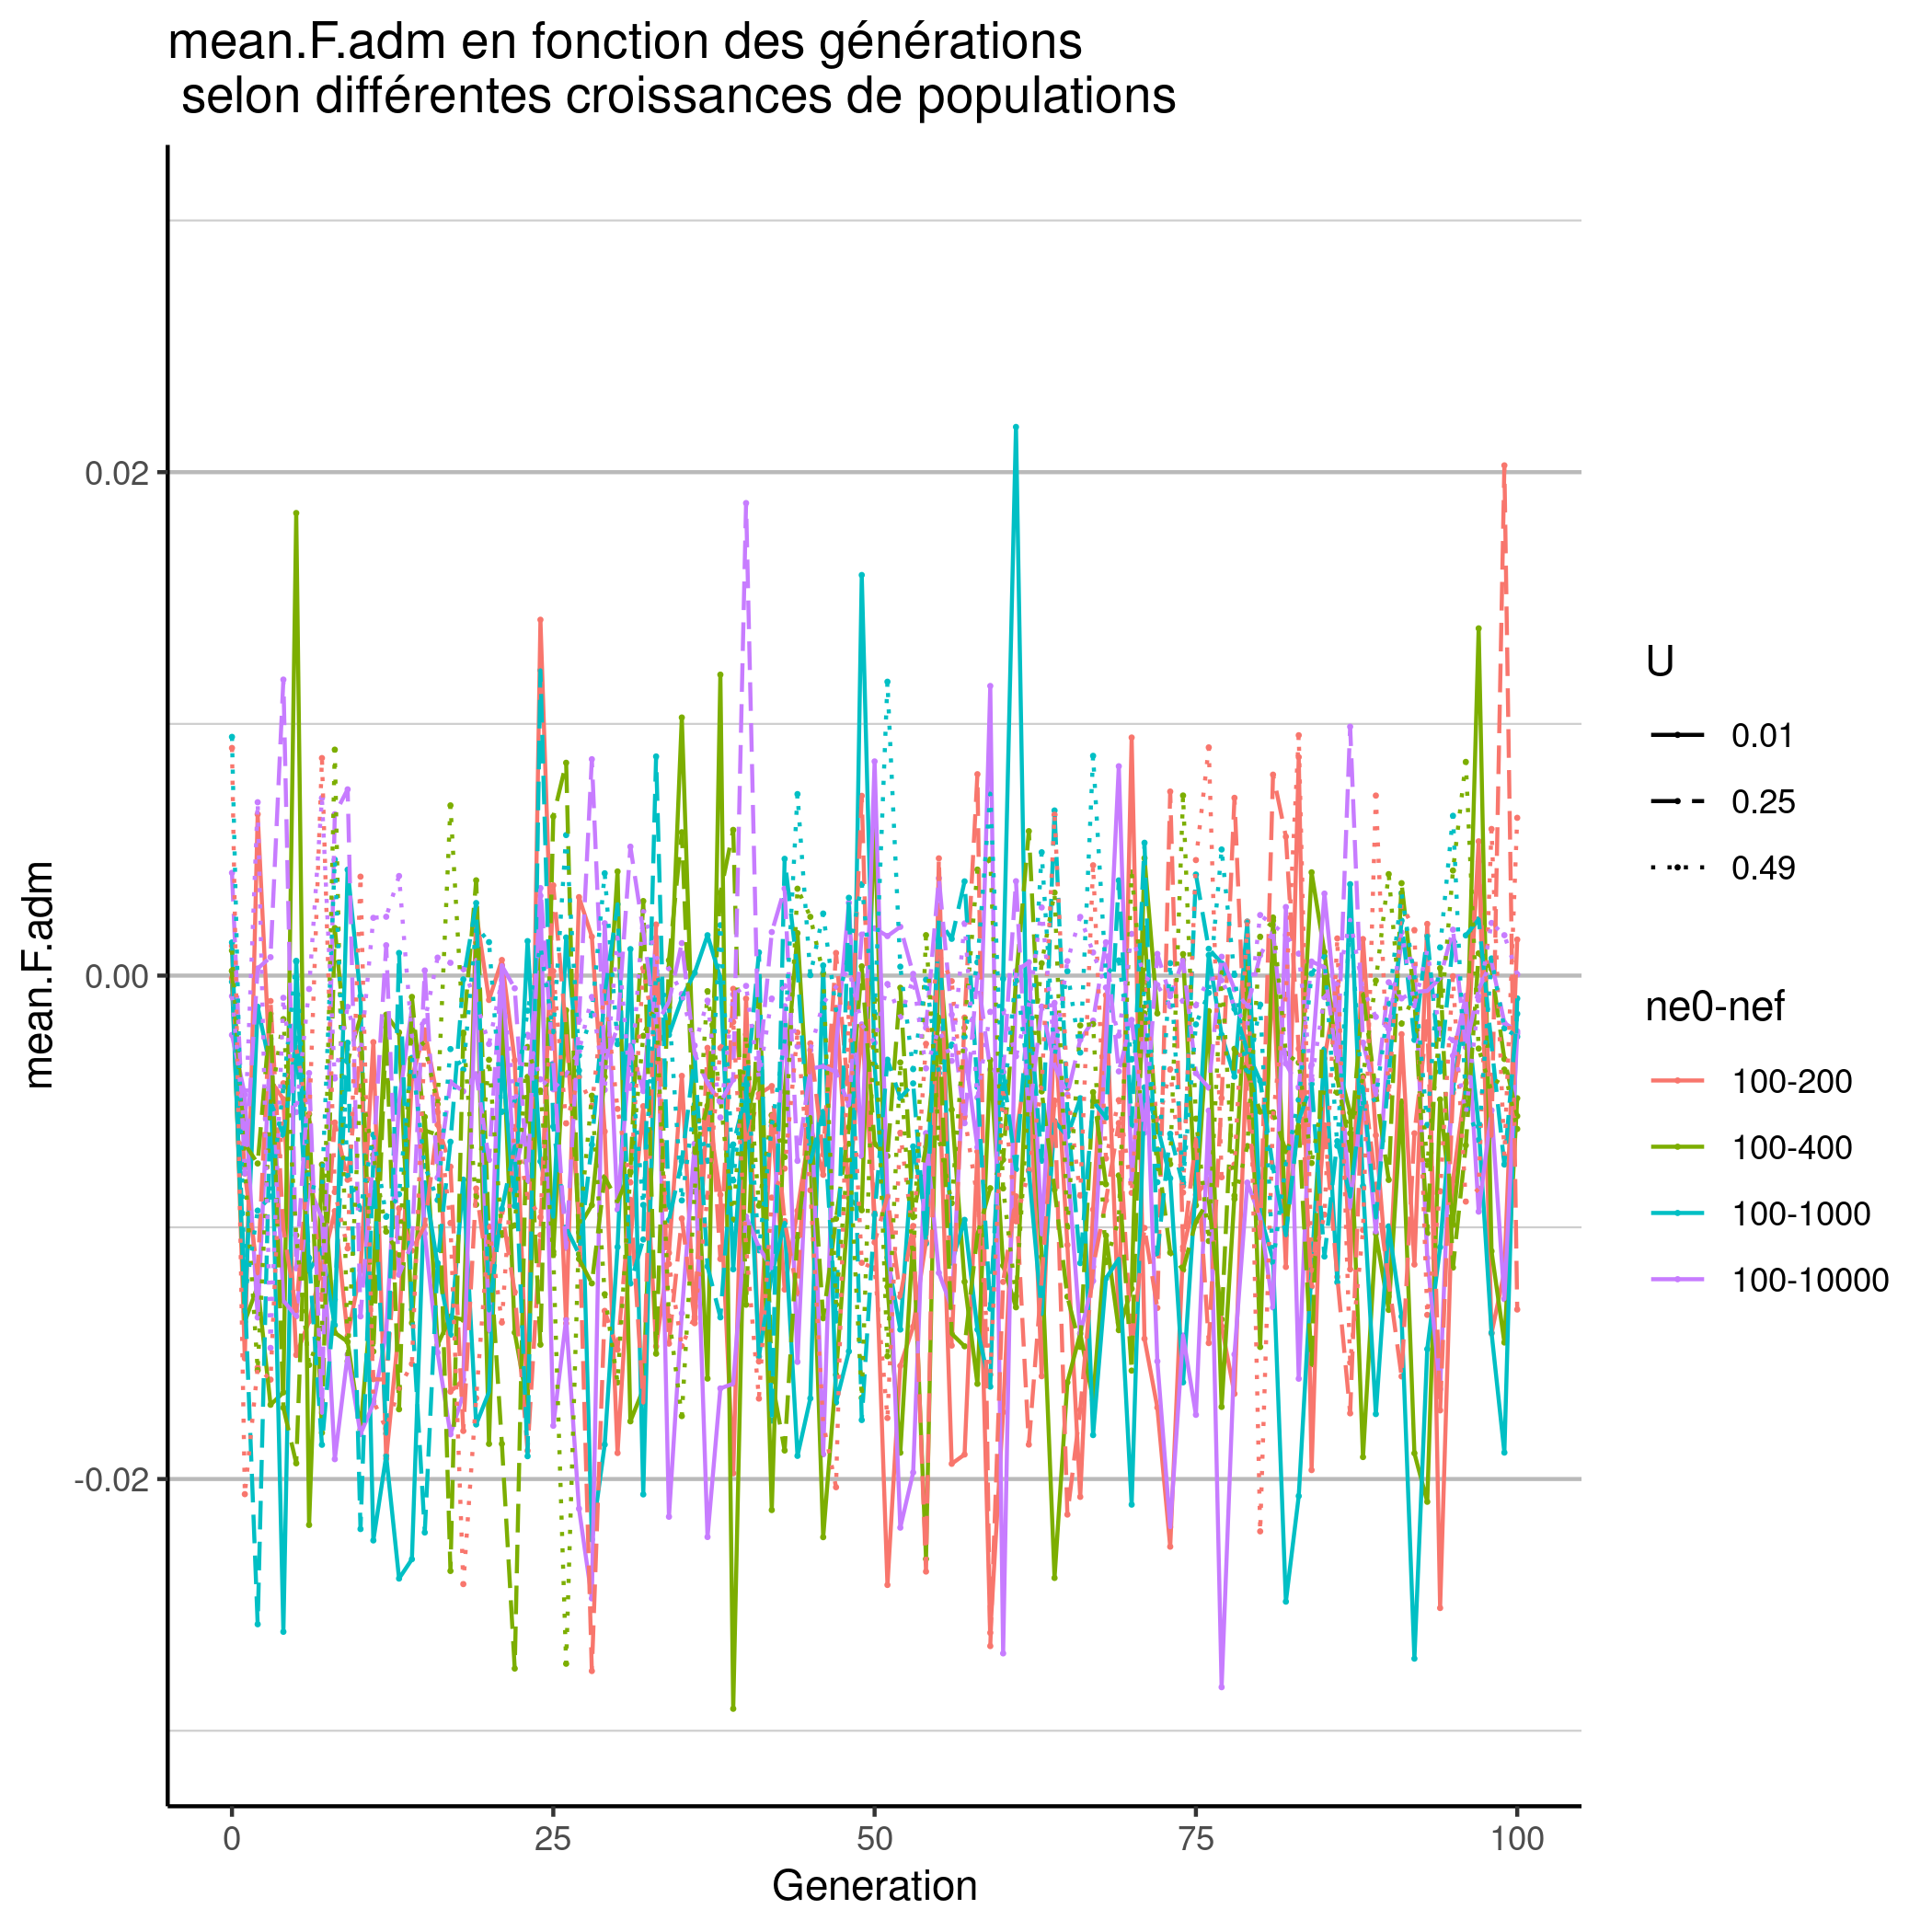 mean.F.adm en fonction des générations
selon différentes croissances de populations
mean.F.adm
0.02
0.00
-0.02
0
25
50
75
100
Generation
U
0.01
0.25
0.49
ne0-nef
100-200
100-400
100-1000
100-10000